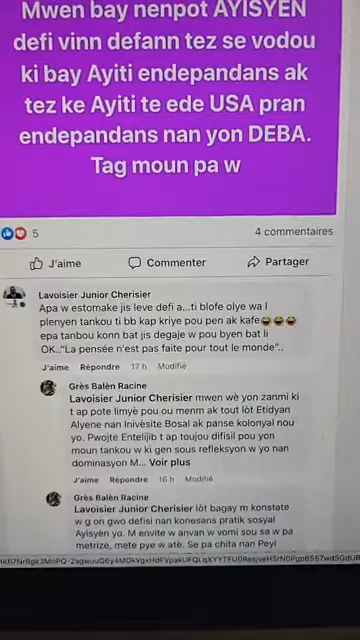 Mwen bay nenpòt AYISYEN
defi vinn defann tez se vodou
ki bay Ayiti endepandans ak
tez ke Ayiti te ede USA pran
endepandans nan yon DEBA.
Tag moun pa w
5
4 commentaires
J'aime
Commenter
Partager
Lavoisier Junior Cherisier
Apa w estomake jis leve defi a...ti blofe olye wa l
plenyen tankou ti bb kap kriye pou pen ak kafe😂😂😂
epa tanbou konn bat jis degaje w pou byen bat li
OK.."La pensée n'est pas faite pour tout le monde"..
J'aime Répondre 17 h Modifié
Grès Balèn Racine
Lavoisier Junior Cherisier mwen wè yon zanmi ki
t ap pote limyè pou ou menm ak tout lòt Etidyan
Alyene nan Inivèsite Bosal ak panse kolonyal nou
yo. Pwojte Entelijib t ap toujou difisil pou yon
moun tankou w ki gen sous refleksyon w yo nan
dominasyon M... Voir plus
J'aime Répondre 16 h Modifié
Grès Balèn Racine
Lavoisier Junior Cherisier lòt bagay m konstate
w g on gwo defisi nan konesans pratik sosyal
Ayisyèn yo. M envite w anvan w vomi sou sa w pa
metrize, mete pye w atè. Se pa chita nan Peyi